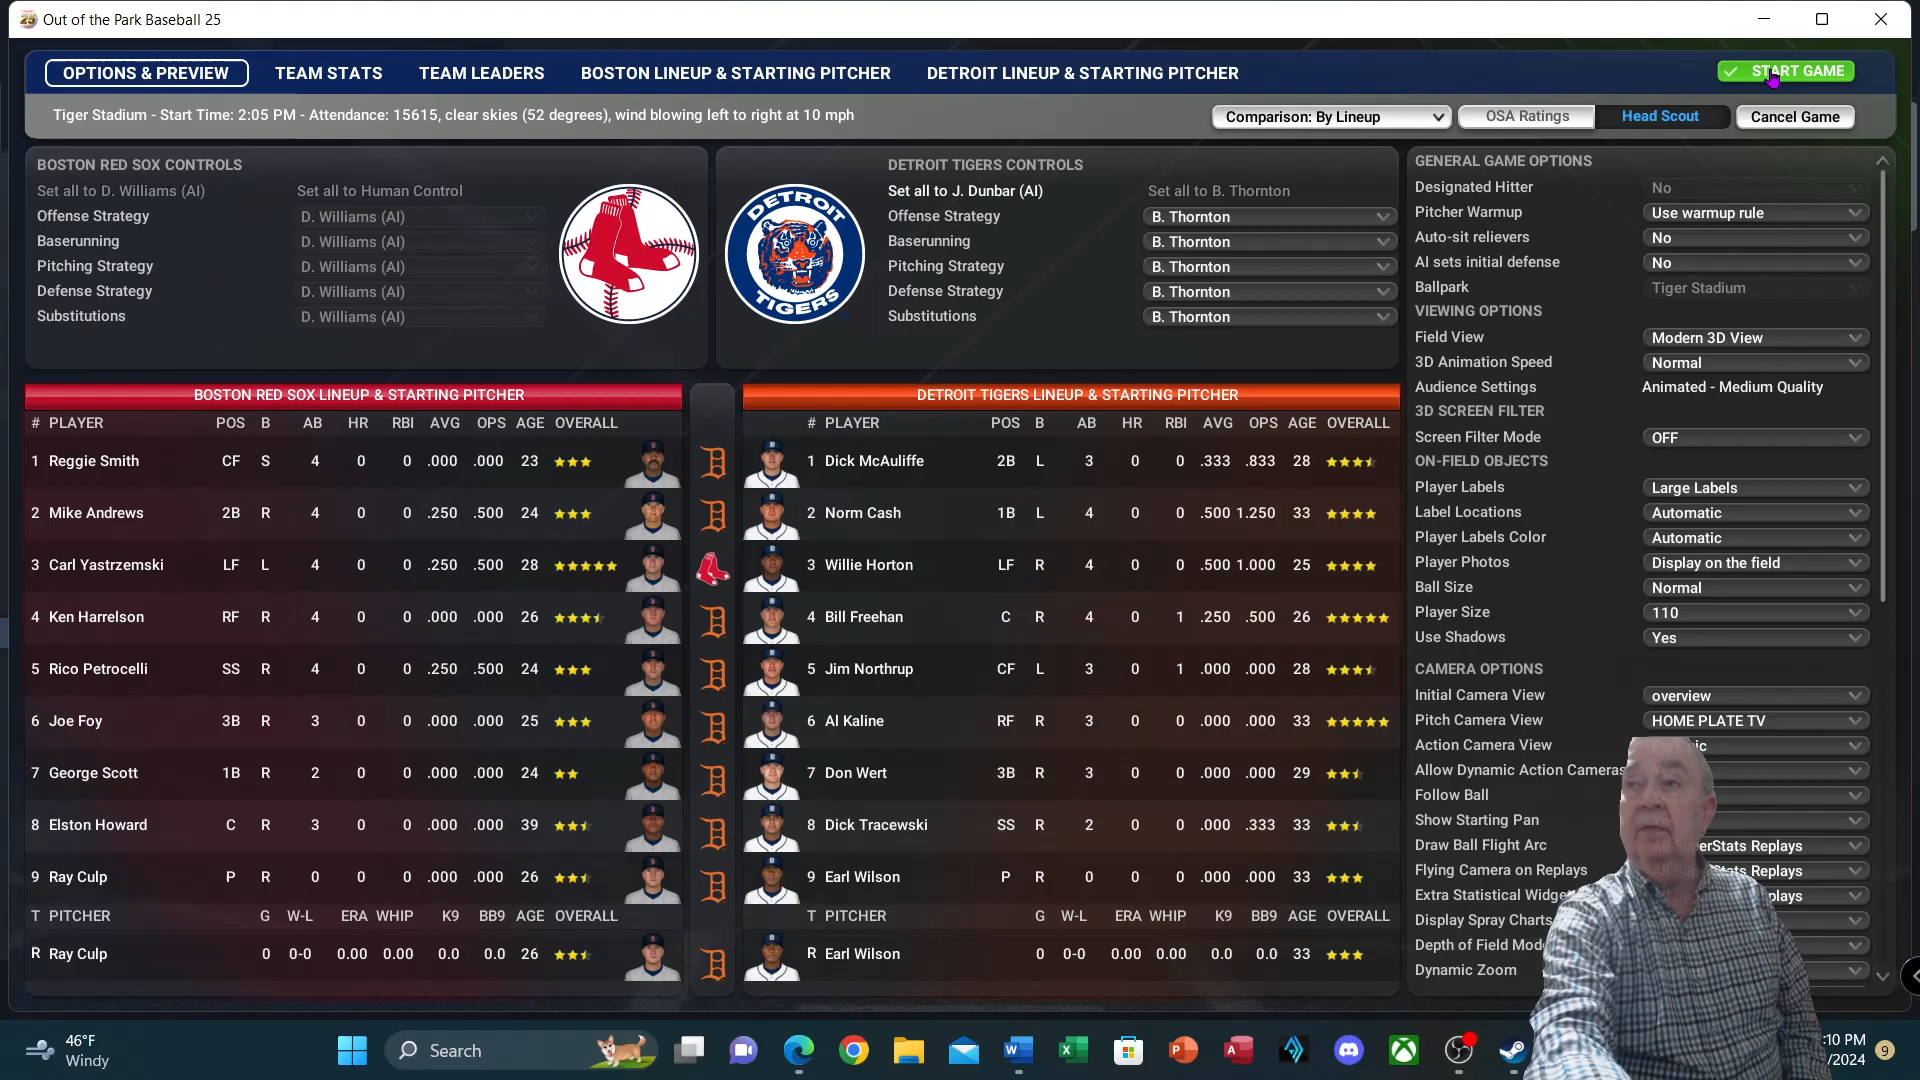 Out of the Park Baseball 25
OPTIONS & PREVIEW TEAM STATS TEAM LEADERS BOSTON LINEUP & STARTING PITCHER DETROIT LINEUP & STARTING PITCHER START GAME
Tiger Stadium - Start Time: 2:05 PM - Attendance: 15615, clear skies (52 degrees), wind blowing left to right at 10 mph
Comparison: By Lineup OSA Ratings Head Scout Cancel Game
BOSTON RED SOX CONTROLS
Set all to D. Williams (AI) Set all to Human Control
Offense Strategy D. Williams (AI)
Baserunning D. Williams (AI)
Pitching Strategy D. Williams (AI)
Defense Strategy D. Williams (AI)
Substitutions D. Williams (AI)
DETROIT
TIGERS
DETROIT TIGERS CONTROLS
Set all to J. Dunbar (AI) Set all to B. Thornton
Offense Strategy B. Thornton
Baserunning B. Thornton
Pitching Strategy B. Thornton
Defense Strategy B. Thornton
Substitutions B. Thornton
BOSTON RED SOX LINEUP & STARTING PITCHER
# PLAYER POS B AB HR RBI AVG OPS AGE OVERALL
1 Reggie Smith CF S 4 0 0 .000 .000 23
2 Mike Andrews 2B R 4 0 0 .250 .500 24
3 Carl Yastrzemski LF L 4 0 0 .250 .500 28
4 Ken Harrelson RF R 4 0 0 .000 .000 26
5 Rico Petrocelli SS R 4 0 0 .250 .500 24
6 Joe Foy 3B R 3 0 0 .000 .000 25
7 George Scott 1B R 2 0 0 .000 .000 24
8 Elston Howard C R 3 0 0 .000 .000 39
9 Ray Culp P R 0 0 0 .000 .000 26
T PITCHER G W-L ERA WHIP K9 BB9 AGE OVERALL
R Ray Culp 0 0-0 0.00 0.00 0.0 0.0 26
DETROIT TIGERS LINEUP & STARTING PITCHER
# PLAYER POS B AB HR RBI AVG OPS AGE OVERALL
1 Dick McAuliffe 2B L 3 0 0 .333 .833 28
2 Norm Cash 1B L 4 0 0 .500 1.250 33
3 Willie Horton LF R 4 0 0 .500 1.000 25
4 Bill Freehan C R 4 0 1 .250 .500 26
5 Jim Northrup CF L 3 0 1 .000 .000 28
6 Al Kaline RF R 3 0 0 .000 .000 33
7 Don Wert 3B R 3 0 0 .000 .000 29
8 Dick Tracewski SS R 2 0 0 .000 .333 33
9 Earl Wilson P R 0 0 0 .000 .000 33
T PITCHER G W-L ERA WHIP K9 BB9 AGE OVERALL
R Earl Wilson 0 0-0 0.00 0.00 0.0 0.0 33
GENERAL GAME OPTIONS
Designated Hitter No
Pitcher Warmup Use warmup rule
Auto-sit relievers No
AI sets initial defense No
Ballpark Tiger Stadium
VIEWING OPTIONS
Field View Modern 3D View
3D Animation Speed Normal
Audience Settings Animated - Medium Quality
3D SCREEN FILTER
Screen Filter Mode OFF
ON-FIELD OBJECTS
Player Labels Large Labels
Label Locations Automatic
Player Labels Color Automatic
Player Photos Display on the field
Ball Size Normal
Player Size 110
Use Shadows Yes
CAMERA OPTIONS
Initial Camera View overview
Pitch Camera View HOME PLATE TV
Action Camera View
Allow Dynamic Action Cameras
Follow Ball
Show Starting Pan
Draw Ball Flight Arc All SuperStats Replays
Flying Camera on Replays Replays
Extra Statistical
Display Spray Charts
Depth of Field
Dynamic Zoom
46°F
Windy
Search
:10 PM
/2024
9